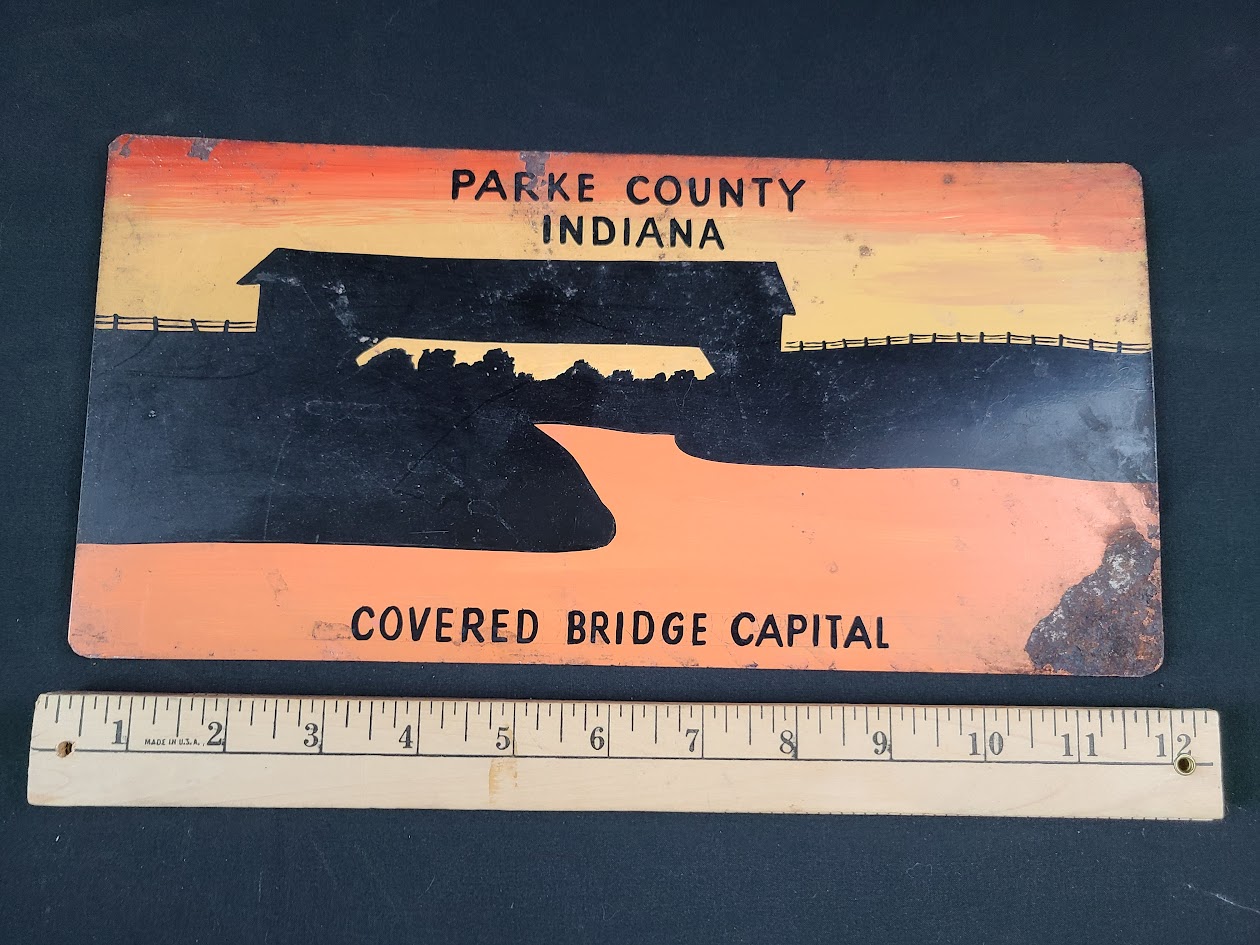 PARKE COUNTY
INDIANA
COVERED BRIDGE CAPITAL
1 2 3 4 5 6 7 8 9 10 11 12
MADE IN U.S.A.